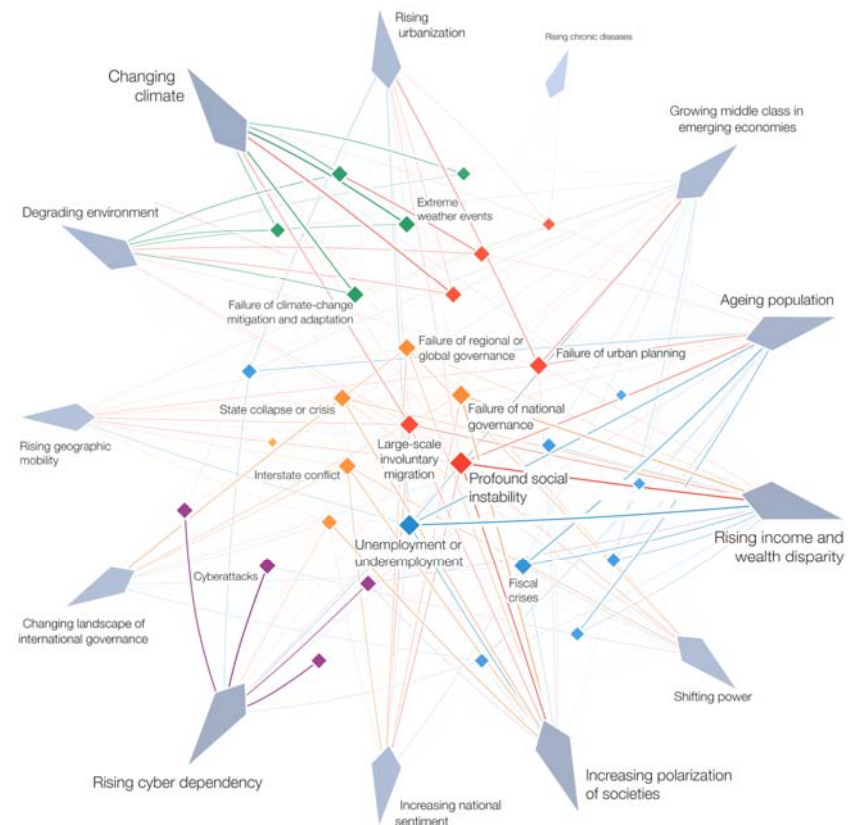 Rising
urbanization
Rising chronic diseases
Changing
climate
Growing middle class in
emerging economies
Extreme
weather events
Degrading environment
Failure of climate-change
mitigation and adaptation
Ageing population
Failure of regional or
global governance
Failure of urban planning
State collapse or crisis
Failure of national
governance
Rising geographic
mobility
Large-scale
involuntary
migration
Interstate conflict
Profound social
instability
Rising income and
wealth disparity
Unemployment or
underemployment
Cyberattacks
Fiscal
crises
Changing landscape of
international governance
Shifting power
Rising cyber dependency
Increasing polarization
of societies
Increasing national
sentiment